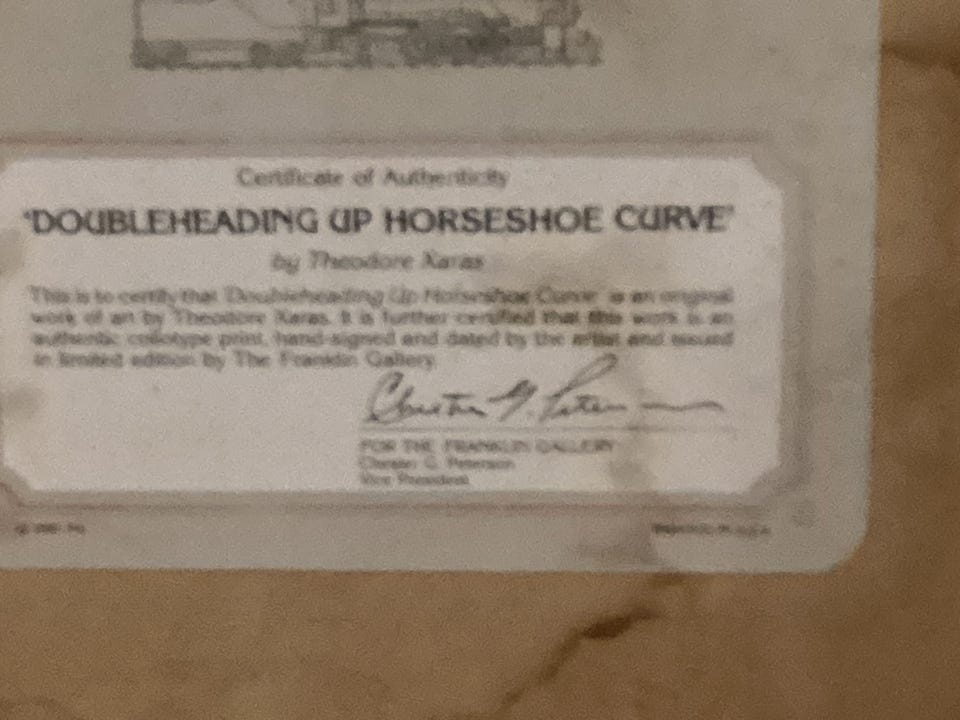 Certificate of Authenticity
'DOUBLEHEADING UP HORSESHOE CURVE'
by Theodore Xaras
This is to certify that 'Doubleheading Up Horseshoe Curve' is an original
work of art by Theodore Xaras. It is further certified that this work is an
authentic collotype print, hand-signed and dated by the artist and issued
in limited edition by The Franklin Gallery.
FOR THE FRANKLIN GALLERY
Chester G. Peterson
Vice President
PRINTED IN U.S.A.